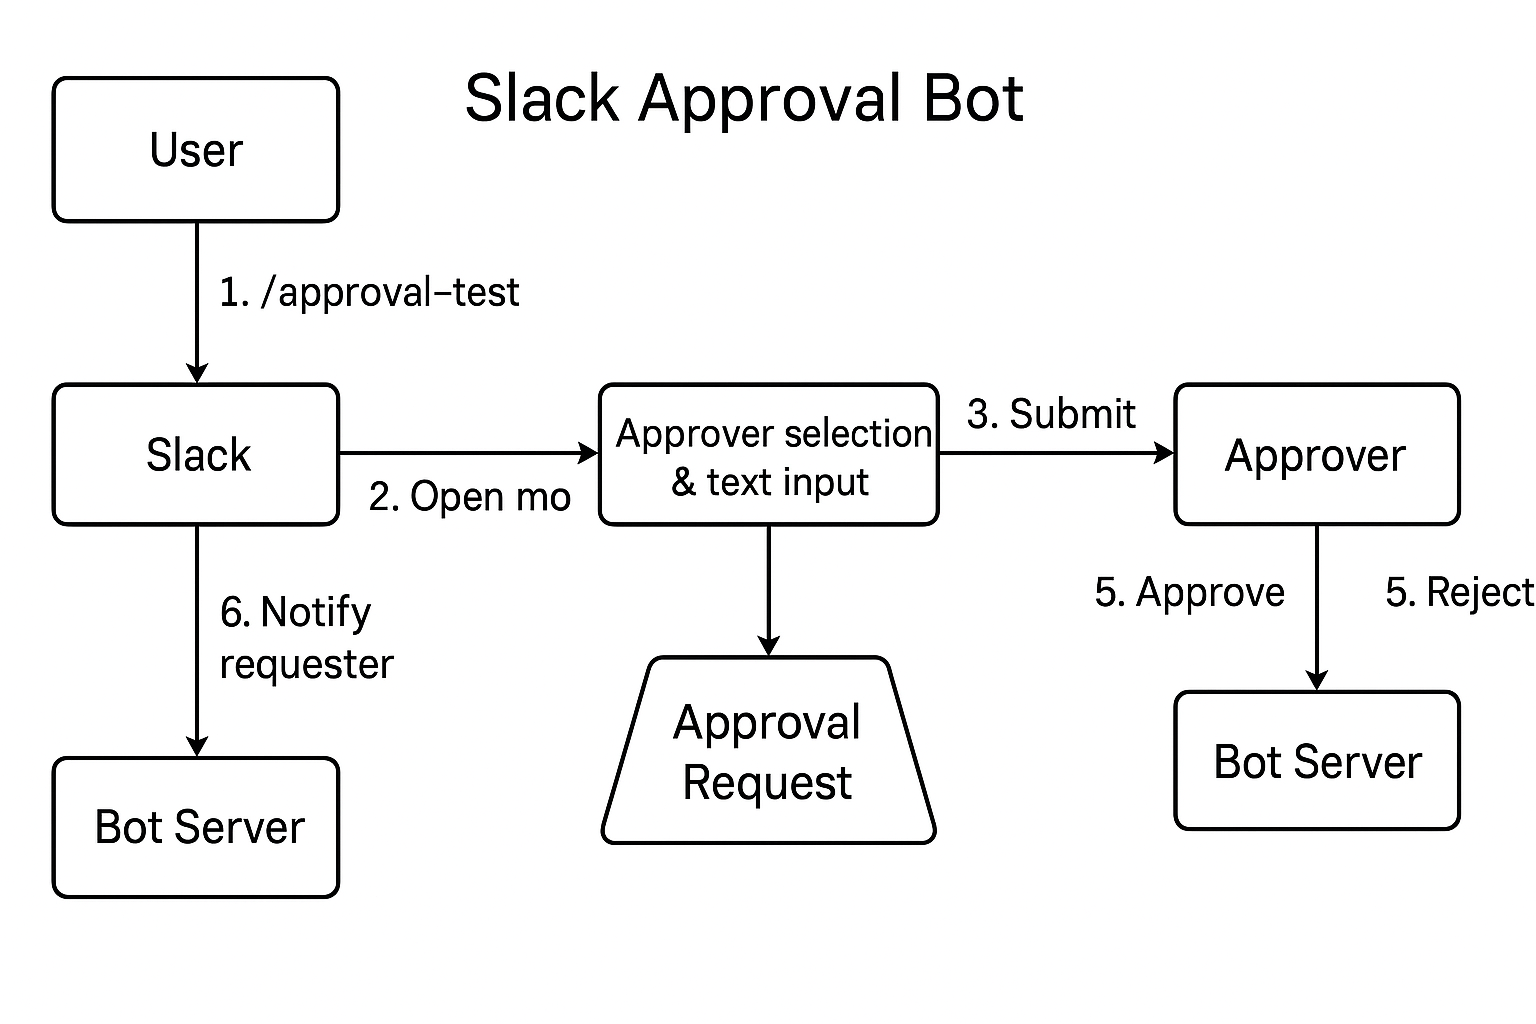 Slack Approval Bot
User
1. /approval-test
Slack
2. Open mo
Approver selection
& text input
3. Submit
Approver
5. Approve
5. Reject
6. Notify
requester
Approval
Request
Bot Server
Bot Server